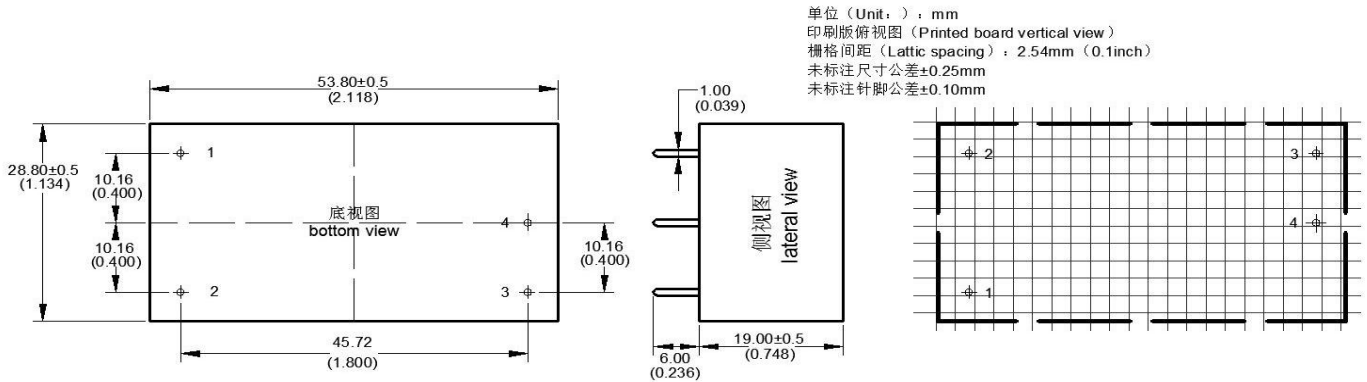 单位（Unit：）：mm
印刷版俯视图（Printed board vertical view）
栅格间距（Lattic spacing）：2.54mm（0.1inch）
未标注尺寸公差±0.25mm
未标注针脚公差±0.10mm
53.80±0.5
(2.118)
28.80±0.5
(1.134)
10.16
(0.400)
10.16
(0.400)
1
2
底视图
bottom view
4
3
10.16
(0.400)
45.72
(1.800)
1.00
(0.039)
侧视图
lateral view
6.00
(0.236)
19.00±0.5
(0.748)
2
3
4
1